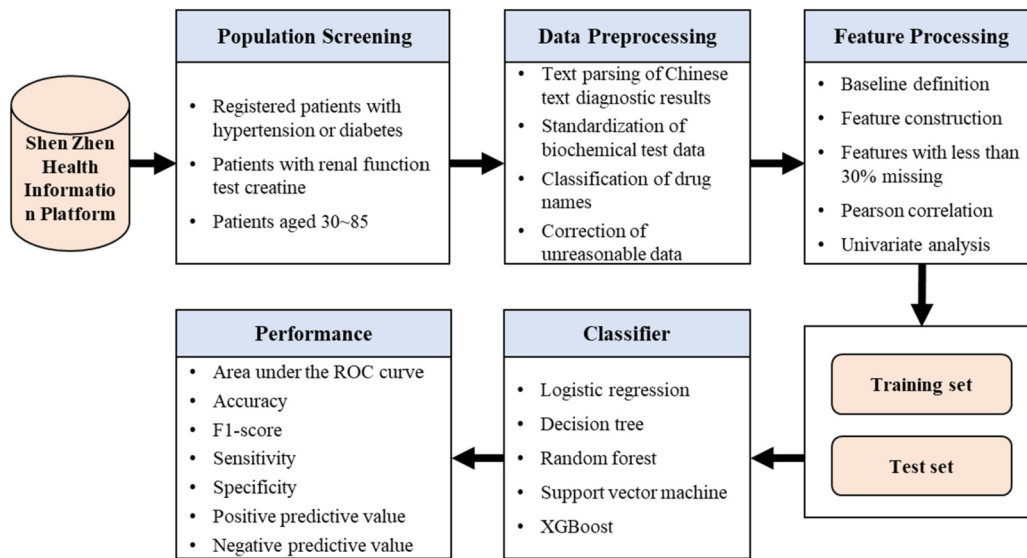 Shen Zhen
Health
Informatio
n Platform
Population Screening
• Registered patients with
hypertension or diabetes
• Patients with renal function
test creatine
• Patients aged 30~85
Data Preprocessing
• Text parsing of Chinese
text diagnostic results
• Standardization of
biochemical test data
• Classification of drug
names
• Correction of
unreasonable data
Feature Processing
• Baseline definition
• Feature construction
• Features with less than
30% missing
• Pearson correlation
• Univariate analysis
Training set
Test set
Classifier
• Logistic regression
• Decision tree
• Random forest
• Support vector machine
• XGBoost
Performance
• Area under the ROC curve
• Accuracy
• F1-score
• Sensitivity
• Specificity
• Positive predictive value
• Negative predictive value